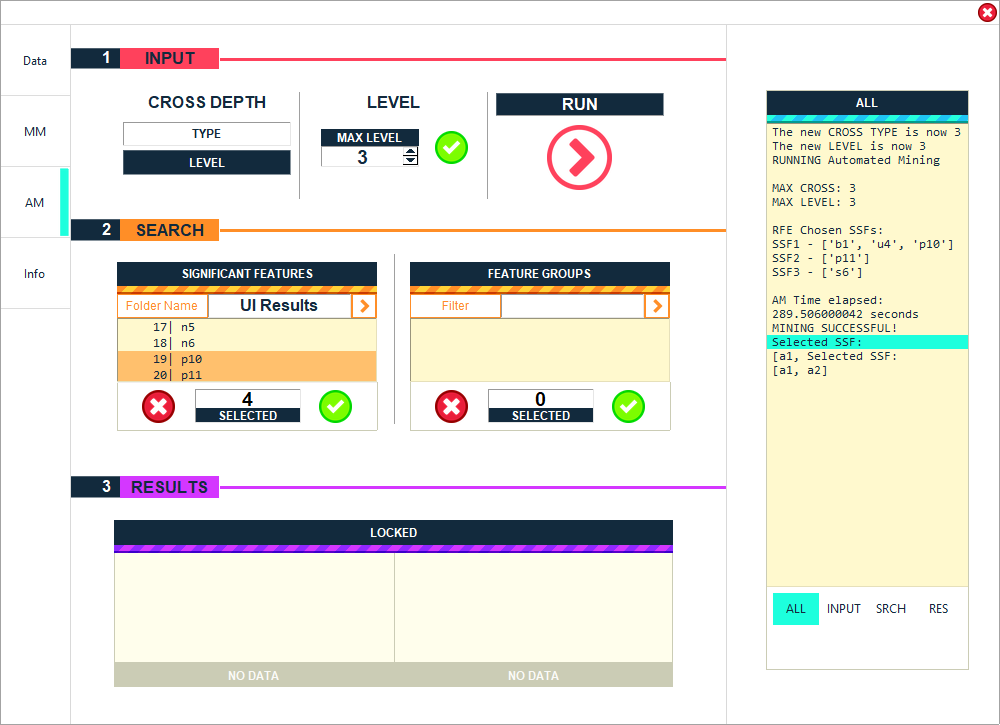 Data
MM
AM
Info
1 INPUT
CROSS DEPTH
TYPE
LEVEL
LEVEL
MAX LEVEL
3
RUN
2 SEARCH
SIGNIFICANT FEATURES
Folder Name UI Results
17| n5
18| n6
19| p10
20| p11
4
SELECTED
FEATURE GROUPS
Filter
0
SELECTED
3 RESULTS
LOCKED
NO DATA NO DATA
ALL
The new CROSS TYPE is now 3
The new LEVEL is now 3
RUNNING Automated Mining
MAX CROSS: 3
MAX LEVEL: 3
RFE Chosen SSFs:
SSF1 - ['b1', 'u4', 'p10']
SSF2 - ['p11']
SSF3 - ['s6']
AM Time elapsed:
289.506000042 seconds
MINING SUCCESSFUL!
Selected SSF:
[a1, Selected SSF:
[a1, a2]
ALL INPUT SRCH RES